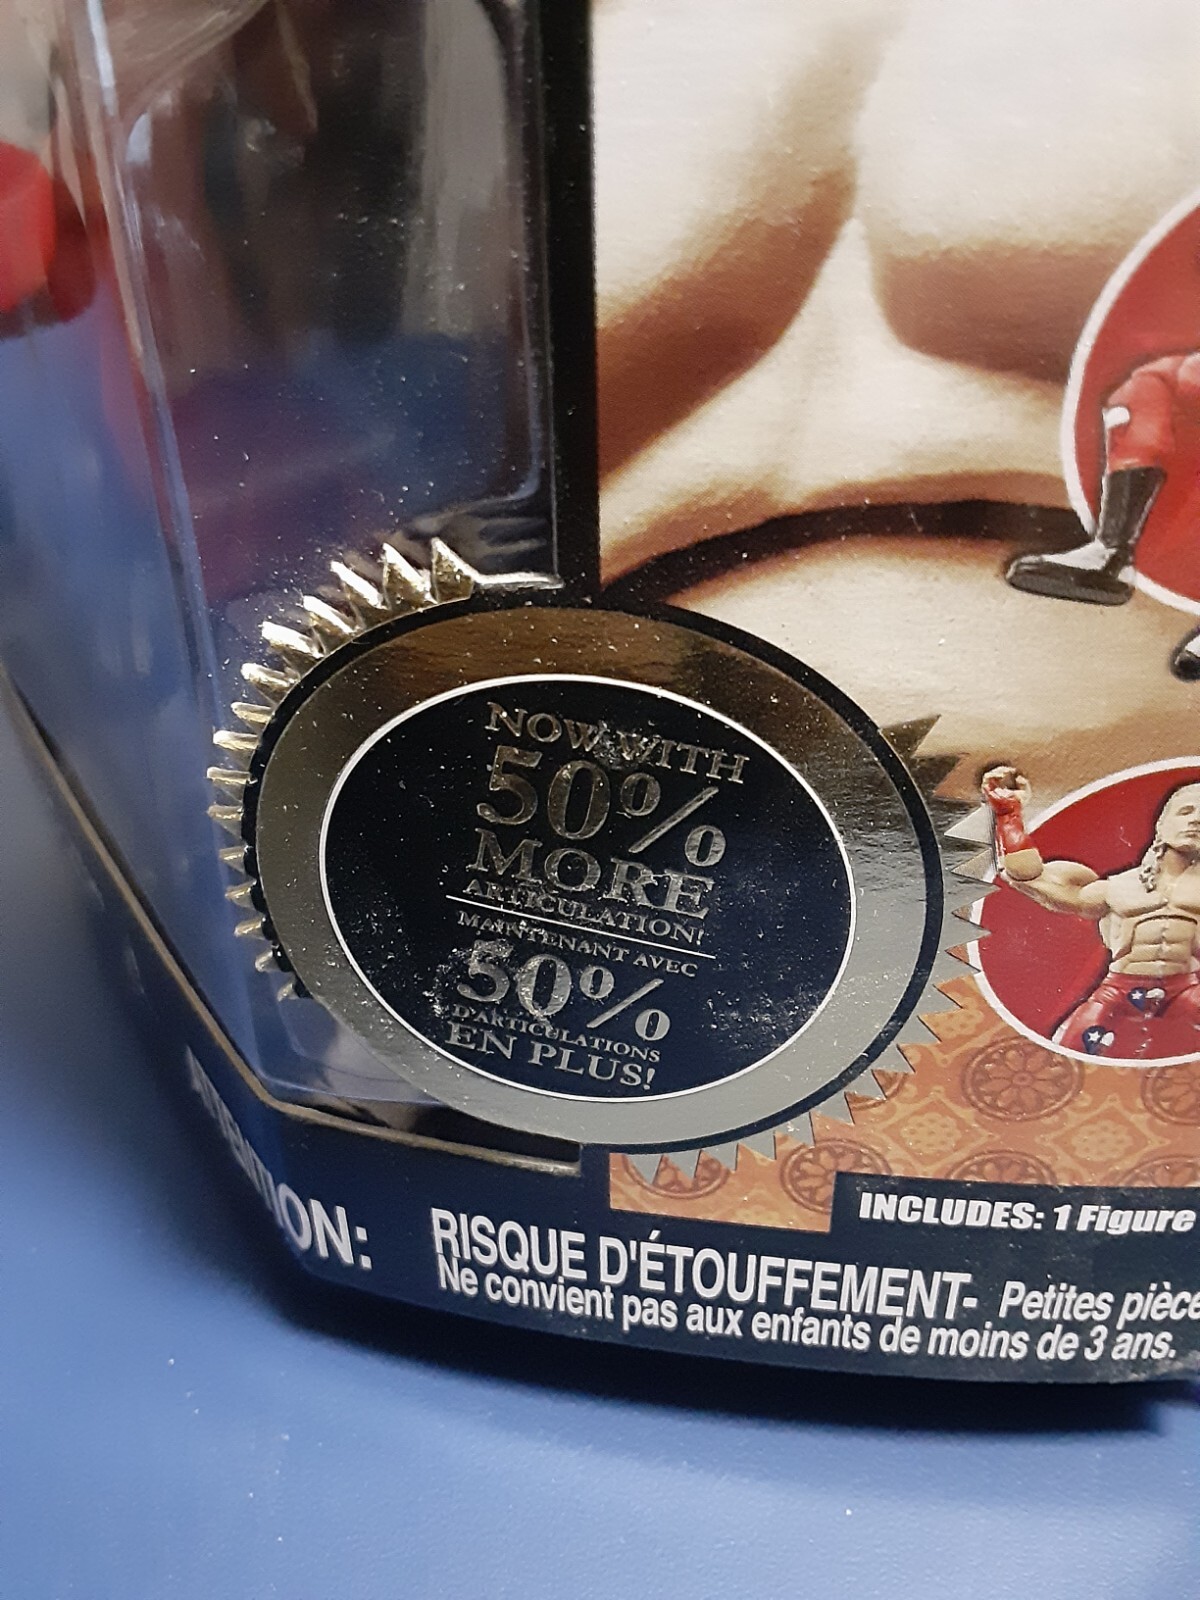 NOW WITH
50%
MORE
ARTICULATION!
MAINTENANT AVEC
50%
D'ARTICULATIONS
EN PLUS!
INCLUDES: 1 Figure
ATTENTION:
RISQUE D'ÉTOUFFEMENT- Petites pièce
Ne convient pas aux enfants de moins de 3 ans.